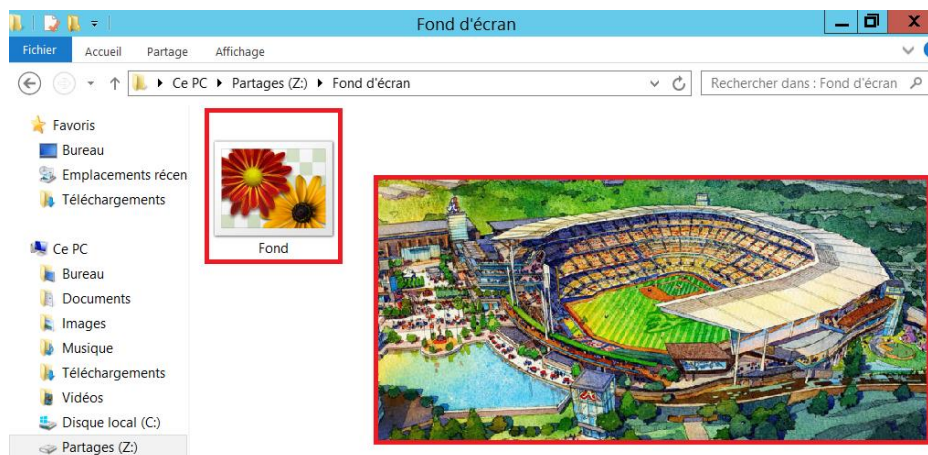 Fond d'écran
Fichier Accueil Partage Affichage
Ce PC Partages (Z:) Fond d'écran
Rechercher dans : Fond d'écran
Favoris
Bureau
Emplacements récen
Téléchargements
Fond
Ce PC
Bureau
Documents
Images
Musique
Téléchargements
Vidéos
Disque local (C:)
Partages (Z:)